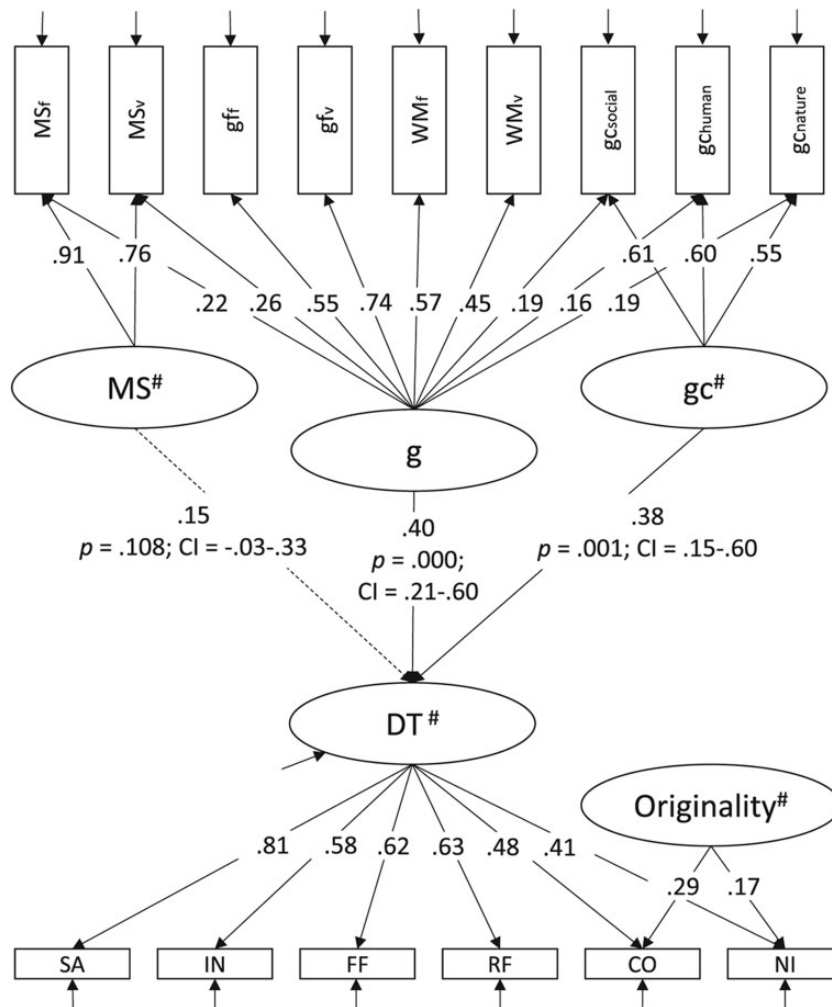 MSf
MSv
gff
gfv
WMf
WMv
gcsocial
gchuman
gcnature
.91
.76
.61
.60
.55
.22
.26
.55
.74
.57
.45
.19
.16
.19
MS#
gc#
g
.15
p = .108; CI = -.03-.33
.40
p = .000;
CI = .21-.60
.38
p = .001; CI = .15-.60
DT #
Originality#
.81
.58
.62
.63
.48
.41
.29
.17
SA
IN
FF
RF
CO
NI